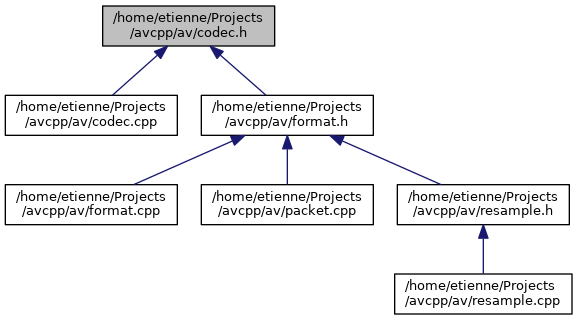 /home/etienne/Projects
/avcpp/av/codec.h
/home/etienne/Projects
/avcpp/av/codec.cpp
/home/etienne/Projects
/avcpp/av/format.h
/home/etienne/Projects
/avcpp/av/format.cpp
/home/etienne/Projects
/avcpp/av/packet.cpp
/home/etienne/Projects
/avcpp/av/resample.h
/home/etienne/Projects
/avcpp/av/resample.cpp